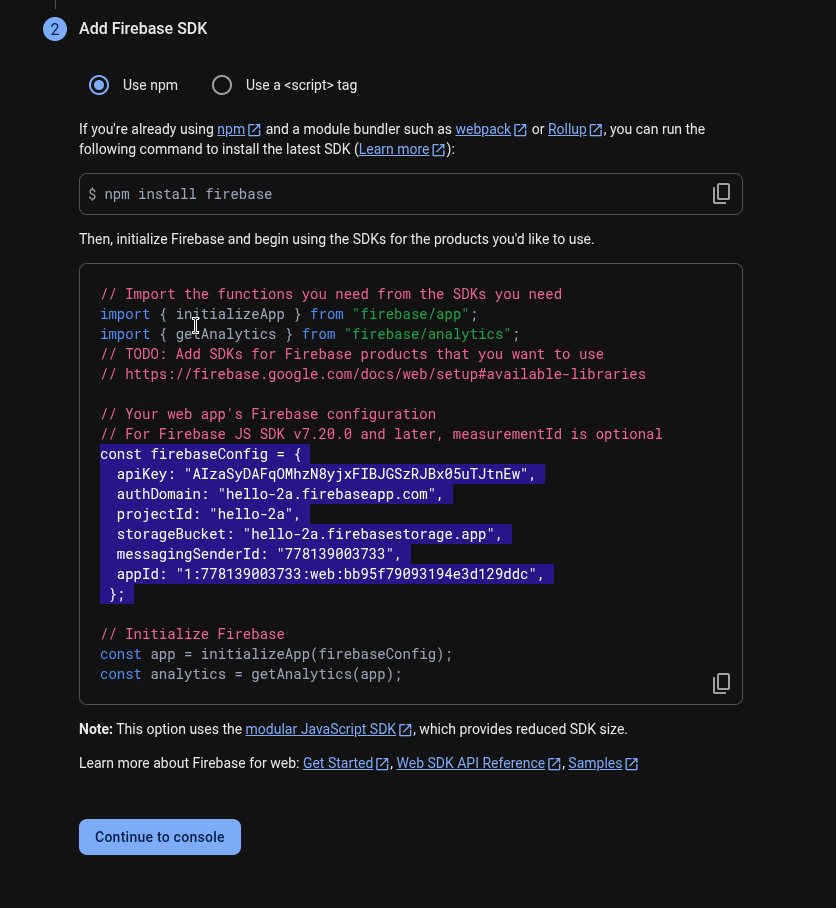 2 Add Firebase SDK
Use npm Use a <script> tag
If you're already using npm and a module bundler such as webpack or Rollup, you can run the
following command to install the latest SDK (Learn more):
$ npm install firebase
Then, initialize Firebase and begin using the SDKs for the products you'd like to use.
// Import the functions you need from the SDKs you need
import { initializeApp } from "firebase/app";
import { getAnalytics } from "firebase/analytics";
// TODO: Add SDKs for Firebase products that you want to use
// https://firebase.google.com/docs/web/setup#available-libraries
// Your web app's Firebase configuration
// For Firebase JS SDK v7.20.0 and later, measurementId is optional
const firebaseConfig = {
  apiKey: "AIzaSyDAFqOMhzN8yjxFIBJGSzRJBx05uTJtnEw",
  authDomain: "hello-2a.firebaseapp.com",
  projectId: "hello-2a",
  storageBucket: "hello-2a.firebasestorage.app",
  messagingSenderId: "778139003733",
  appId: "1:778139003733:web:bb95f79093194e3d129ddc",
};
// Initialize Firebase
const app = initializeApp(firebaseConfig);
const analytics = getAnalytics(app);
Note: This option uses the modular JavaScript SDK, which provides reduced SDK size.
Learn more about Firebase for web: Get Started, Web SDK API Reference, Samples
Continue to console